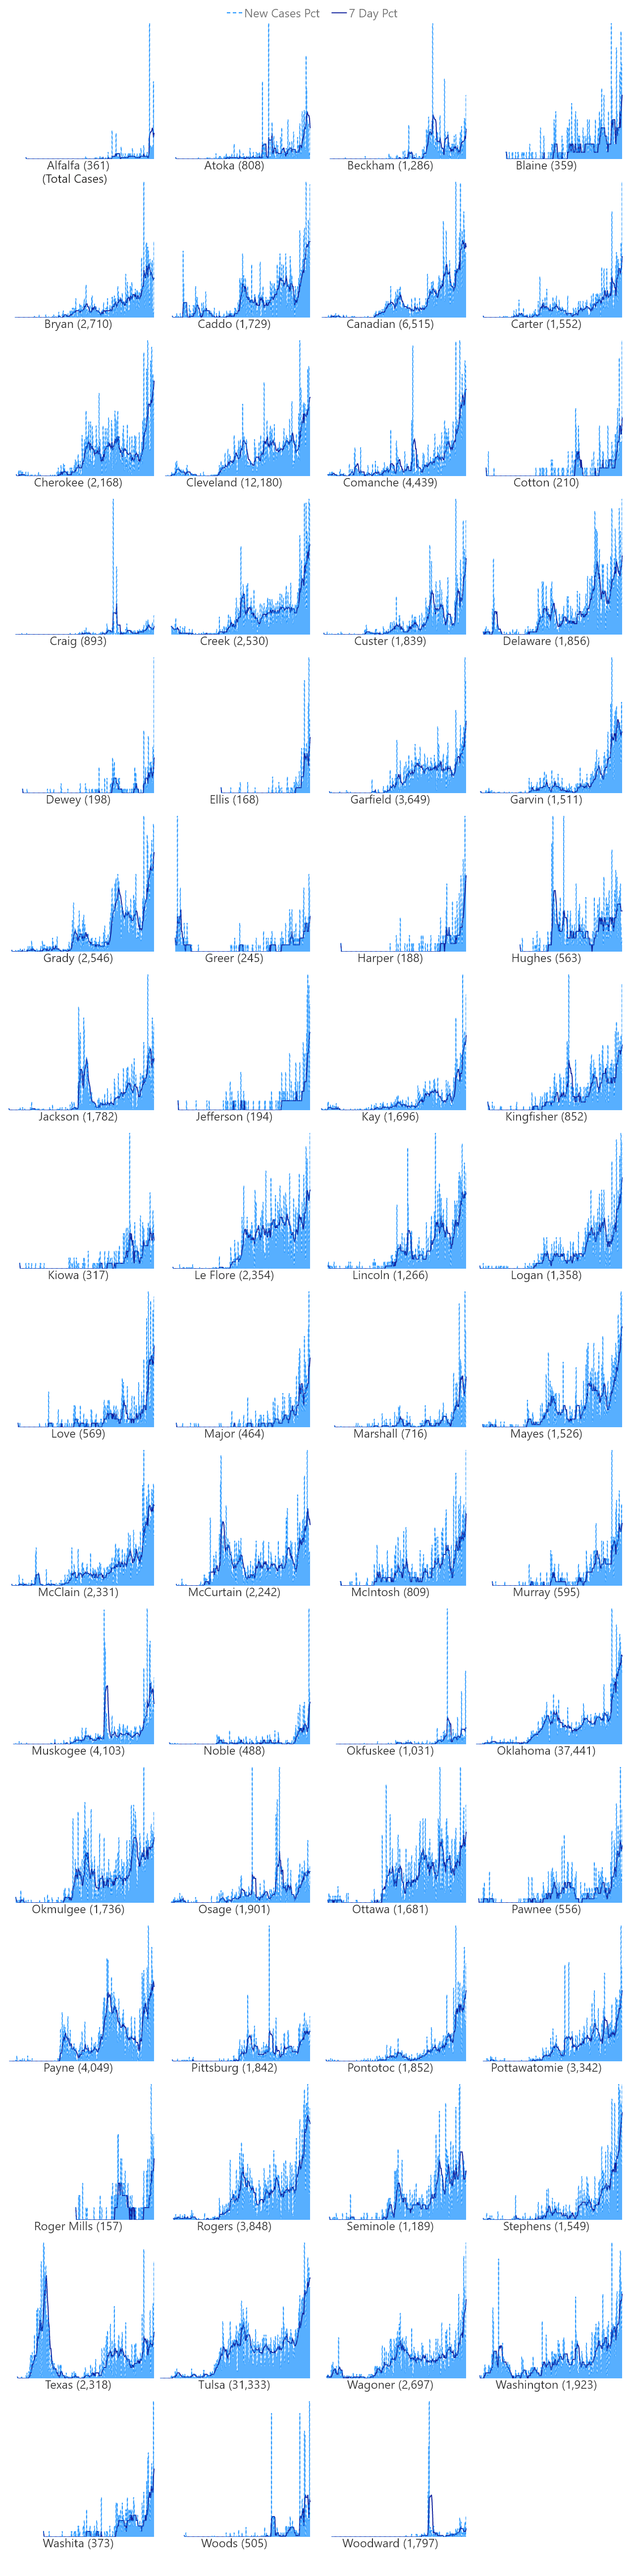 New Cases Pct 7 Day Pct
Alfalfa (361) Atoka (808) Beckham (1,286) Blaine (359)
(Total Cases)
Bryan (2,710) Caddo (1,729) Canadian (6,515) Carter (1,552)
Cherokee (2,168) Cleveland (12,180) Comanche (4,439) Cotton (210)
Craig (893) Creek (2,530) Custer (1,839) Delaware (1,856)
Dewey (198) Ellis (168) Garfield (3,649) Garvin (1,511)
Grady (2,546) Greer (245) Harper (188) Hughes (563)
Jackson (1,782) Jefferson (194) Kay (1,696) Kingfisher (852)
Kiowa (317) Le Flore (2,354) Lincoln (1,266) Logan (1,358)
Love (569) Major (464) Marshall (716) Mayes (1,526)
McClain (2,331) McCurtain (2,242) McIntosh (809) Murray (595)
Muskogee (4,103) Noble (488) Okfuskee (1,031) Oklahoma (37,441)
Okmulgee (1,736) Osage (1,901) Ottawa (1,681) Pawnee (556)
Payne (4,049) Pittsburg (1,842) Pontotoc (1,852) Pottawatomie (3,342)
Roger Mills (157) Rogers (3,848) Seminole (1,189) Stephens (1,549)
Texas (2,318) Tulsa (31,333) Wagoner (2,697) Washington (1,923)
Washita (373) Woods (505) Woodward (1,797)